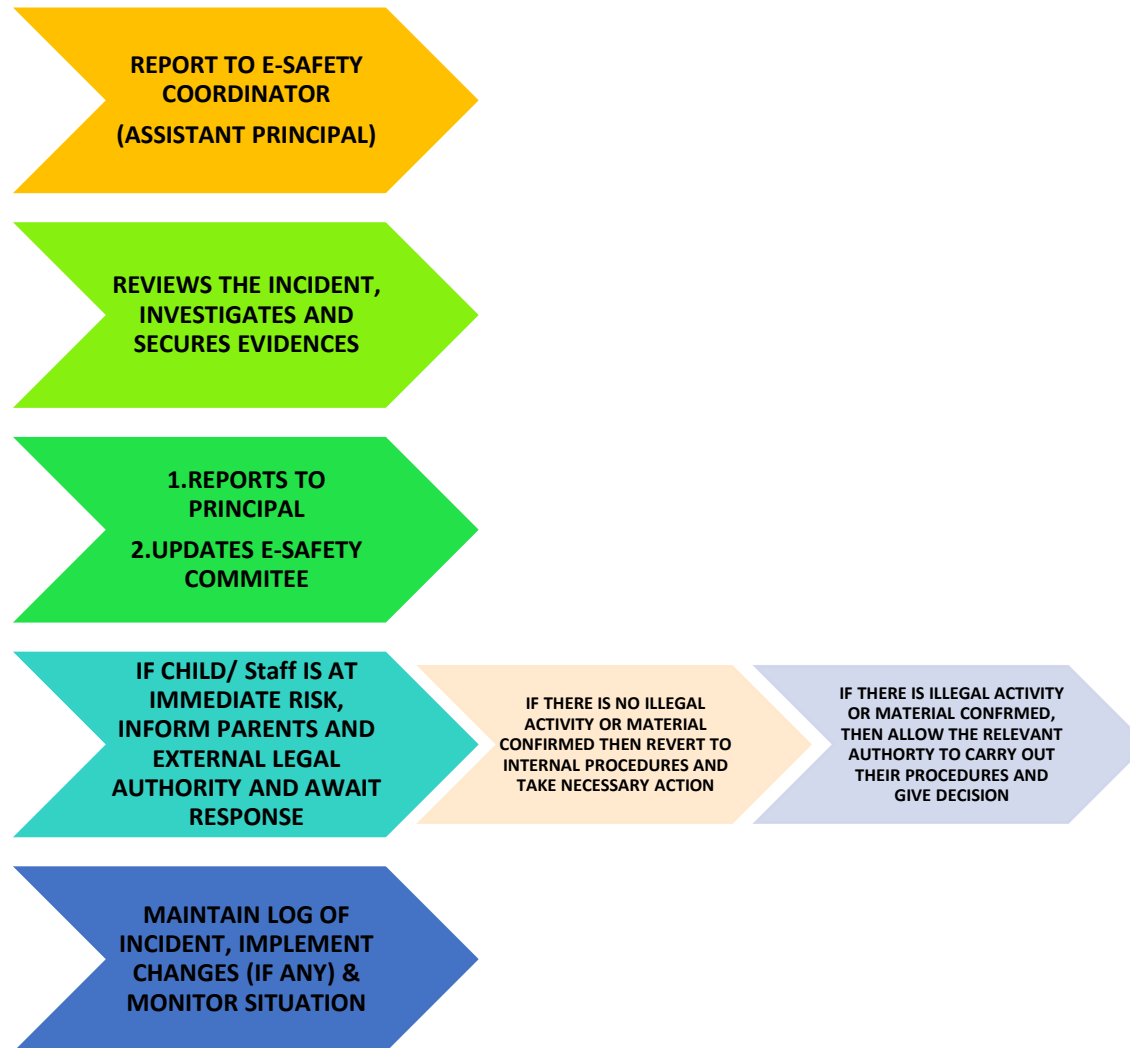 REPORT TO E-SAFETY
COORDINATOR
(ASSISTANT PRINCIPAL)
REVIEWS THE INCIDENT,
INVESTIGATES AND
SECURES EVIDENCES
1.REPORTS TO
PRINCIPAL
2.UPDATES E-SAFETY
COMMITEE
IF CHILD/ Staff IS AT
IMMEDIATE RISK,
INFORM PARENTS AND
EXTERNAL LEGAL
AUTHORITY AND AWAIT
RESPONSE
IF THERE IS NO ILLEGAL
ACTIVITY OR MATERIAL
CONFIRMED THEN REVERT TO
INTERNAL PROCEDURES AND
TAKE NECESSARY ACTION
IF THERE IS ILLEGAL ACTIVITY
OR MATERIAL CONFRMED,
THEN ALLOW THE RELEVANT
AUTHORTY TO CARRY OUT
THEIR PROCEDURES AND
GIVE DECISION
MAINTAIN LOG OF
INCIDENT, IMPLEMENT
CHANGES (IF ANY) &
MONITOR SITUATION